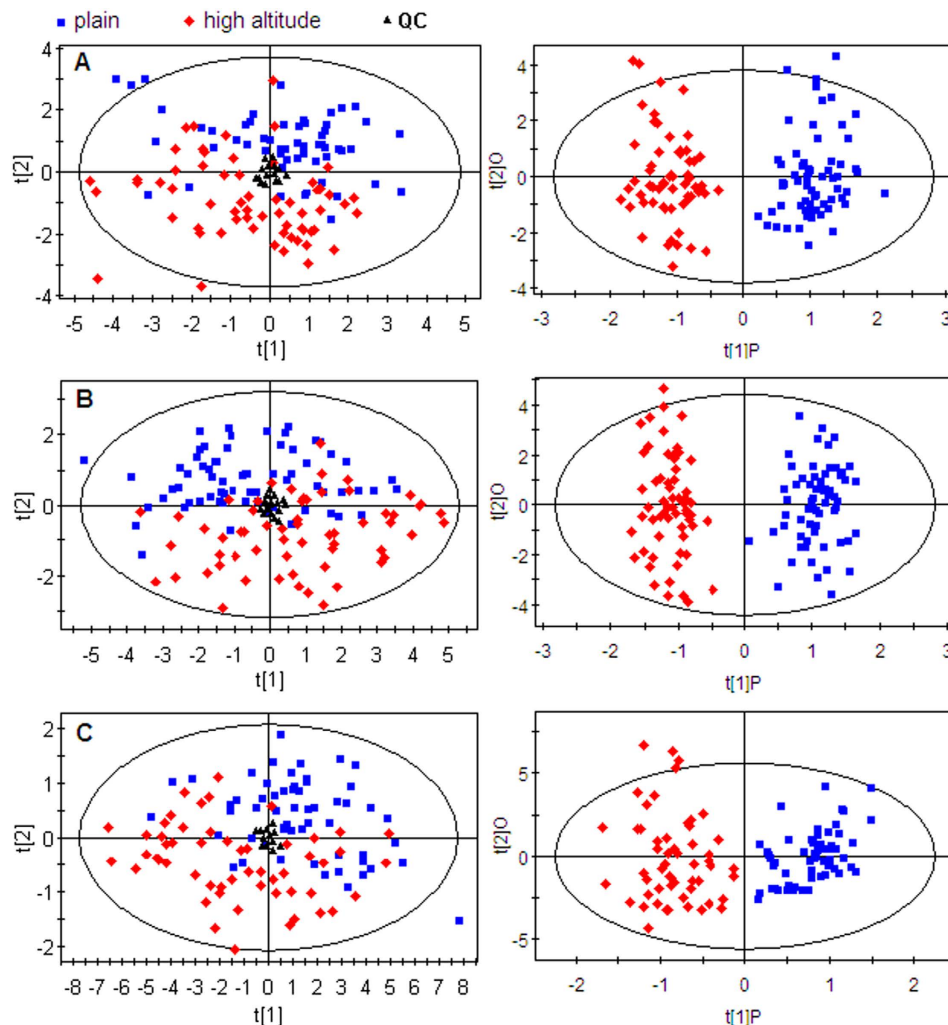 plain high altitude QC
A
4
2
0
-2
-4
t[2]
-5 -4 -3 -2 -1 0 1 2 3 4 5
t[1]
4
2
0
-2
-4
t[2]O
-3 -2 -1 0 1 2 3
t[1]P
B
2
0
-2
t[2]
-5 -4 -3 -2 -1 0 1 2 3 4 5
t[1]
4
2
0
-2
-4
t[2]O
-3 -2 -1 0 1 2 3
t[1]P
C
2
1
0
-1
-2
t[2]
-8 -7 -6 -5 -4 -3 -2 -1 0 1 2 3 4 5 6 7 8
t[1]
5
0
-5
t[2]O
-2 -1 0 1 2
t[1]P